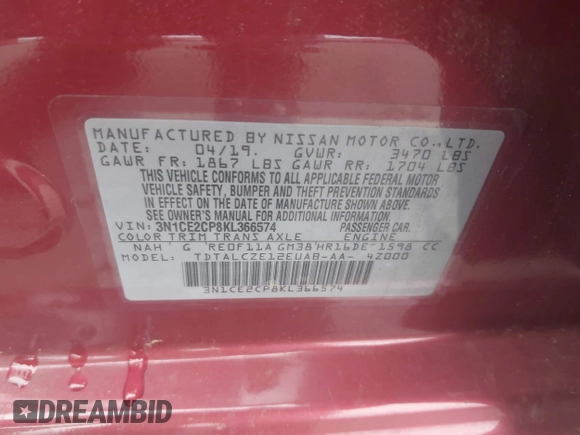 MANUFACTURED BY NISSAN MOTOR CO.,LTD.
DATE: 04/19. GVWR: 3470 LBS
GAWR FR: 1867 LBS GAWR RR: 1704 LBS
THIS VEHICLE CONFORMS TO ALL APPLICABLE FEDERAL MOTOR
VEHICLE SAFETY, BUMPER AND THEFT PREVENTION STANDARDS
IN EFFECT ON THE DATE OF MANUFACTURE SHOWN ABOVE.
SEE OWNER'S MANUAL FOR ADDITIONAL INFORMATION.
VIN: 3N1CE2CP8KL366574 PASSENGER CAR.
COLOR TRIM TRANS AXLE ENGINE
NAH G RE0F11A GM38 HR16DE 1598 CC
MODEL: TDTALCZE12EUAB-AA- 4Z000
3N1CE2CP8KL366574
DREAMBID